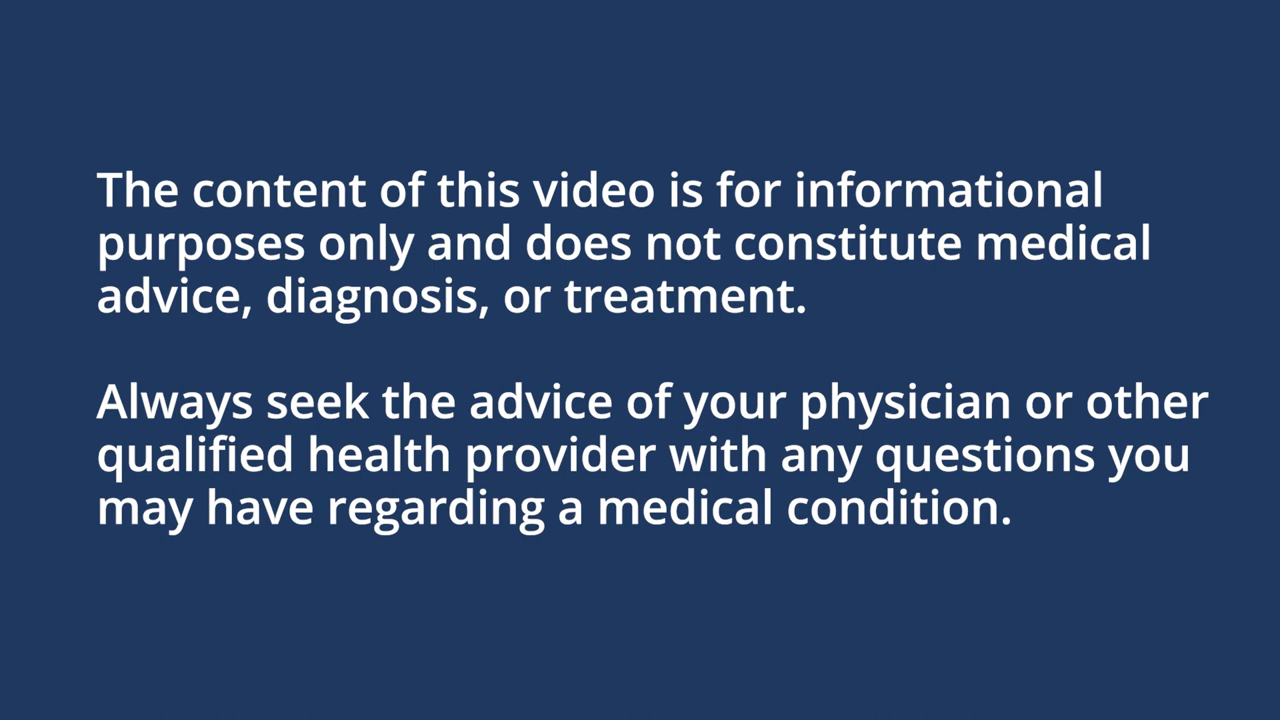 The content of this video is for informational
purposes only and does not constitute medical
advice, diagnosis, or treatment.
Always seek the advice of your physician or other
qualified health provider with any questions you
may have regarding a medical condition.